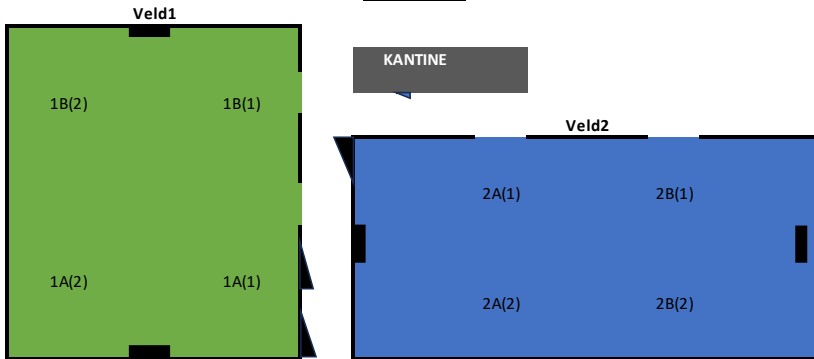 Veld1
KANTINE
1B(2) 1B(1)
Veld2
2A(1) 2B(1)
1A(2) 1A(1)
2A(2) 2B(2)